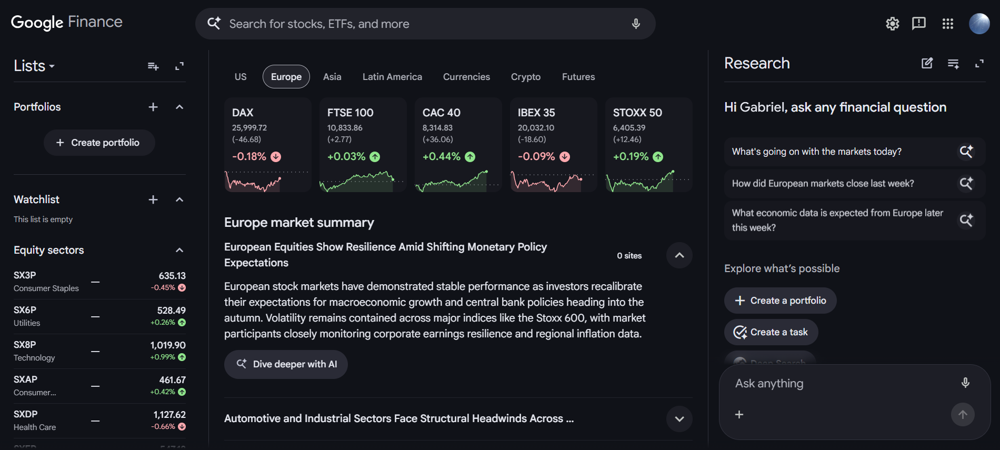 Google Finance
Search for stocks, ETFs, and more
Lists
Portfolios
Create portfolio
Watchlist
This list is empty
Equity sectors
SX3P
Consumer Staples
—
635.13
-0.45%
SX6P
Utilities
—
528.49
+0.26%
SX8P
Technology
—
1,019.90
+0.99%
SXAP
Consumer...
—
461.67
+0.42%
SXDP
Health Care
—
1,127.62
-0.66%
US
Europe
Asia
Latin America
Currencies
Crypto
Futures
DAX
25,999.72
(-46.68)
-0.18%
FTSE 100
10,833.86
(+2.77)
+0.03%
CAC 40
8,314.83
(+36.06)
+0.44%
IBEX 35
20,032.10
(-18.60)
-0.09%
STOXX 50
6,405.39
(+12.46)
+0.19%
Europe market summary
European Equities Show Resilience Amid Shifting Monetary Policy
Expectations
0 sites
European stock markets have demonstrated stable performance as investors recalibrate
their expectations for macroeconomic growth and central bank policies heading into the
autumn. Volatility remains contained across major indices like the Stoxx 600, with market
participants closely monitoring corporate earnings resilience and regional inflation data.
Dive deeper with AI
Automotive and Industrial Sectors Face Structural Headwinds Across ...
Research
Hi Gabriel, ask any financial question
What's going on with the markets today?
How did European markets close last week?
What economic data is expected from Europe later
this week?
Explore what's possible
Create a portfolio
Create a task
Deep Search
Ask anything